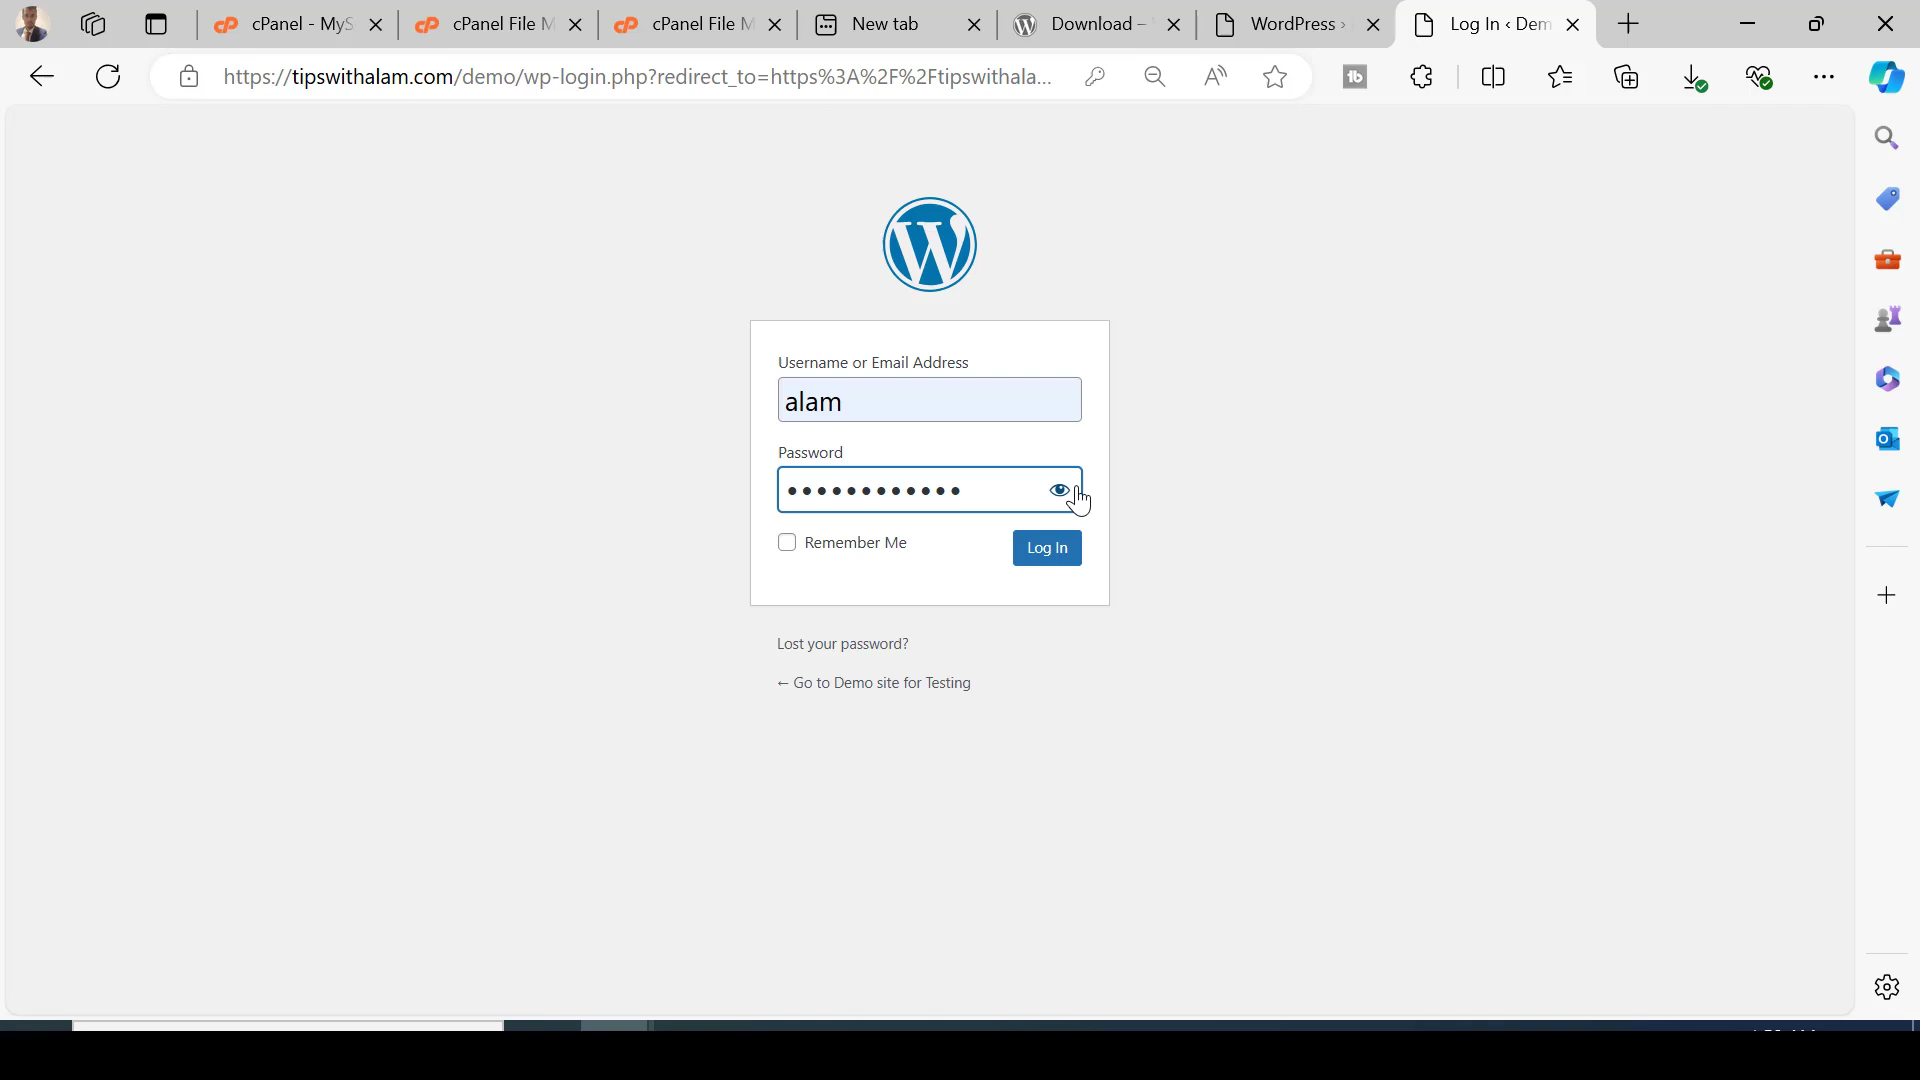 cPanel - MyS
cPanel File M
cPanel File M
New tab
Download –
WordPress ›
Log In ‹ Dem
https://tipswithalam.com/demo/wp-login.php?redirect_to=https%3A%2F%2Ftipswithala...
Username or Email Address
alam
Password
Remember Me
Log In
Lost your password?
← Go to Demo site for Testing